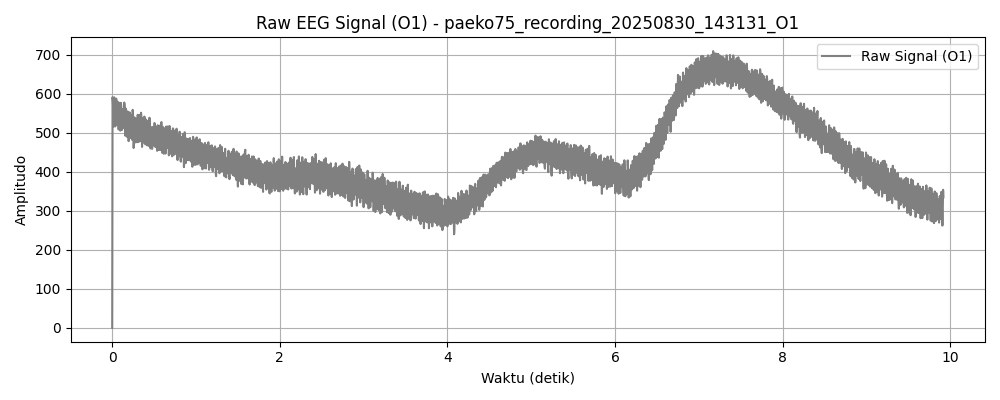 Raw EEG Signal (O1) - paeko75_recording_20250830_143131_O1
Raw Signal (O1)
700
600
500
400
300
200
100
0
Amplitudo
0 2 4 6 8 10
Waktu (detik)